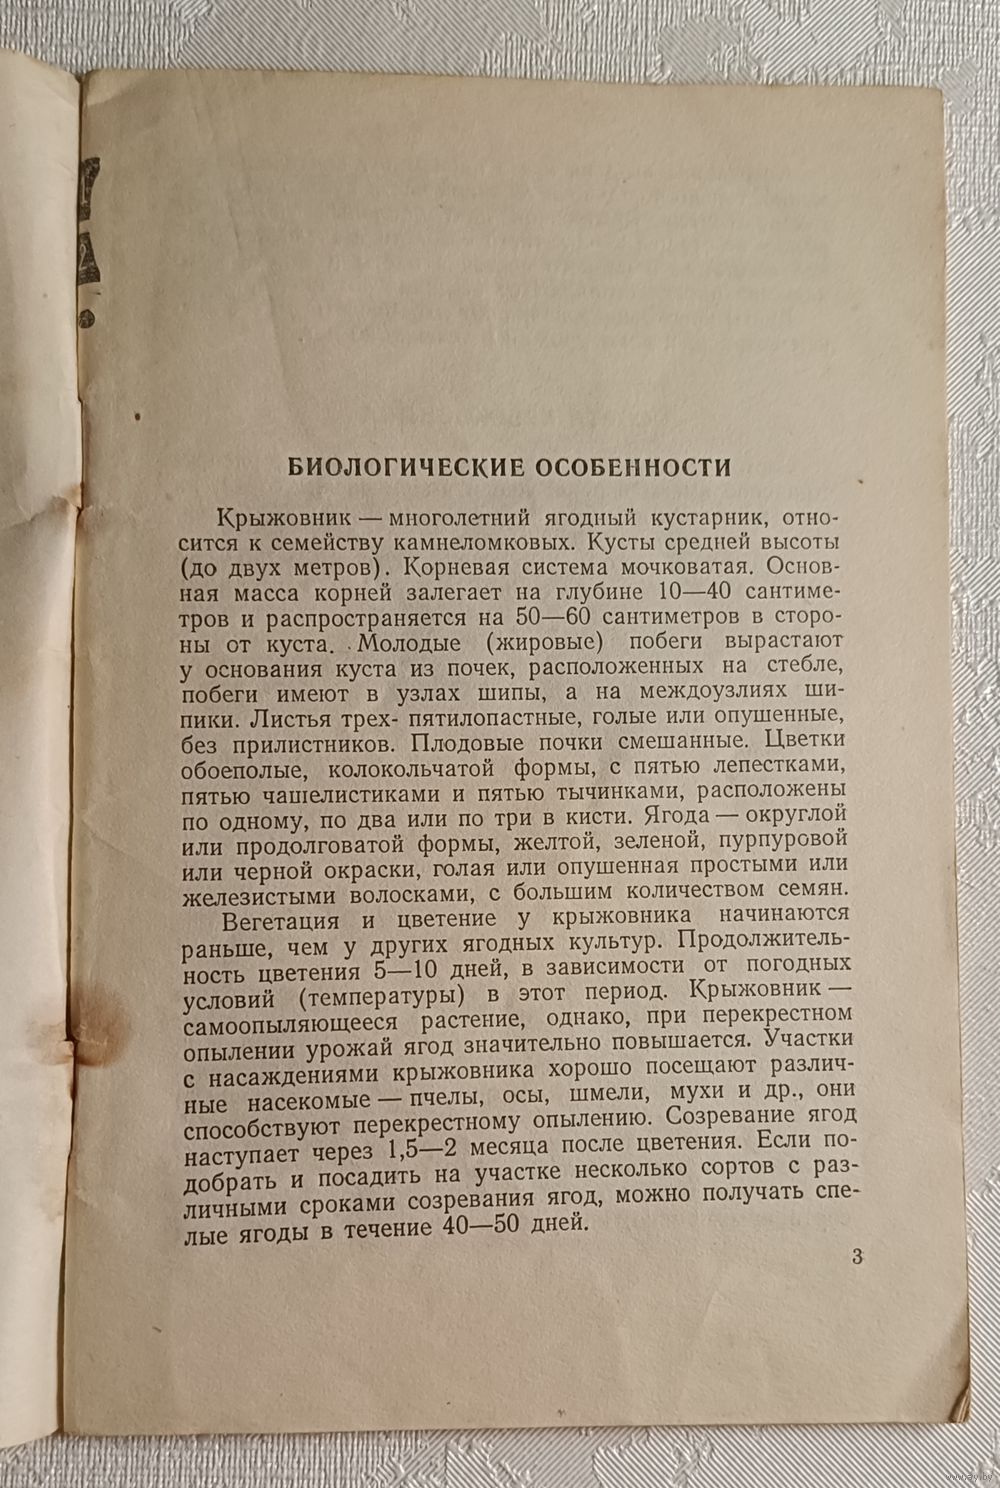 БИОЛОГИЧЕСКИЕ ОСОБЕННОСТИ
Крыжовник — многолетний ягодный кустарник, отно-
сится к семейству камнеломковых. Кусты средней высоты
(до двух метров). Корневая система мочковатая. Основ-
ная масса корней залегает на глубине 10—40 сантиме-
тров и распространяется на 50—60 сантиметров в сторо-
ны от куста. Молодые (жировые) побеги вырастают
у основания куста из почек, расположенных на стебле,
побеги имеют в узлах шипы, а на междоузлиях ши-
пики. Листья трех- пятилопастные, голые или опушенные,
без прилистников. Плодовые почки смешанные. Цветки
обоеполые, колокольчатой формы, с пятью лепестками,
пятью чашелистиками и пятью тычинками, расположены
по одному, по два или по три в кисти. Ягода — округлой
или продолговатой формы, желтой, зеленой, пурпуровой
или черной окраски, голая или опушенная простыми или
железистыми волосками, с большим количеством семян.
Вегетация и цветение у крыжовника начинаются
раньше, чем у других ягодных культур. Продолжитель-
ность цветения 5—10 дней, в зависимости от погодных
условий (температуры) в этот период. Крыжовник —
самоопыляющееся растение, однако, при перекрестном
опылении урожай ягод значительно повышается. Участки
с насаждениями крыжовника хорошо посещают различ-
ные насекомые — пчелы, осы, шмели, мухи и др., они
способствуют перекрестному опылению. Созревание ягод
наступает через 1,5—2 месяца после цветения. Если по-
добрать и посадить на участке несколько сортов с раз-
личными сроками созревания ягод, можно получать спе-
лые ягоды в течение 40—50 дней.
3
www.ay.by